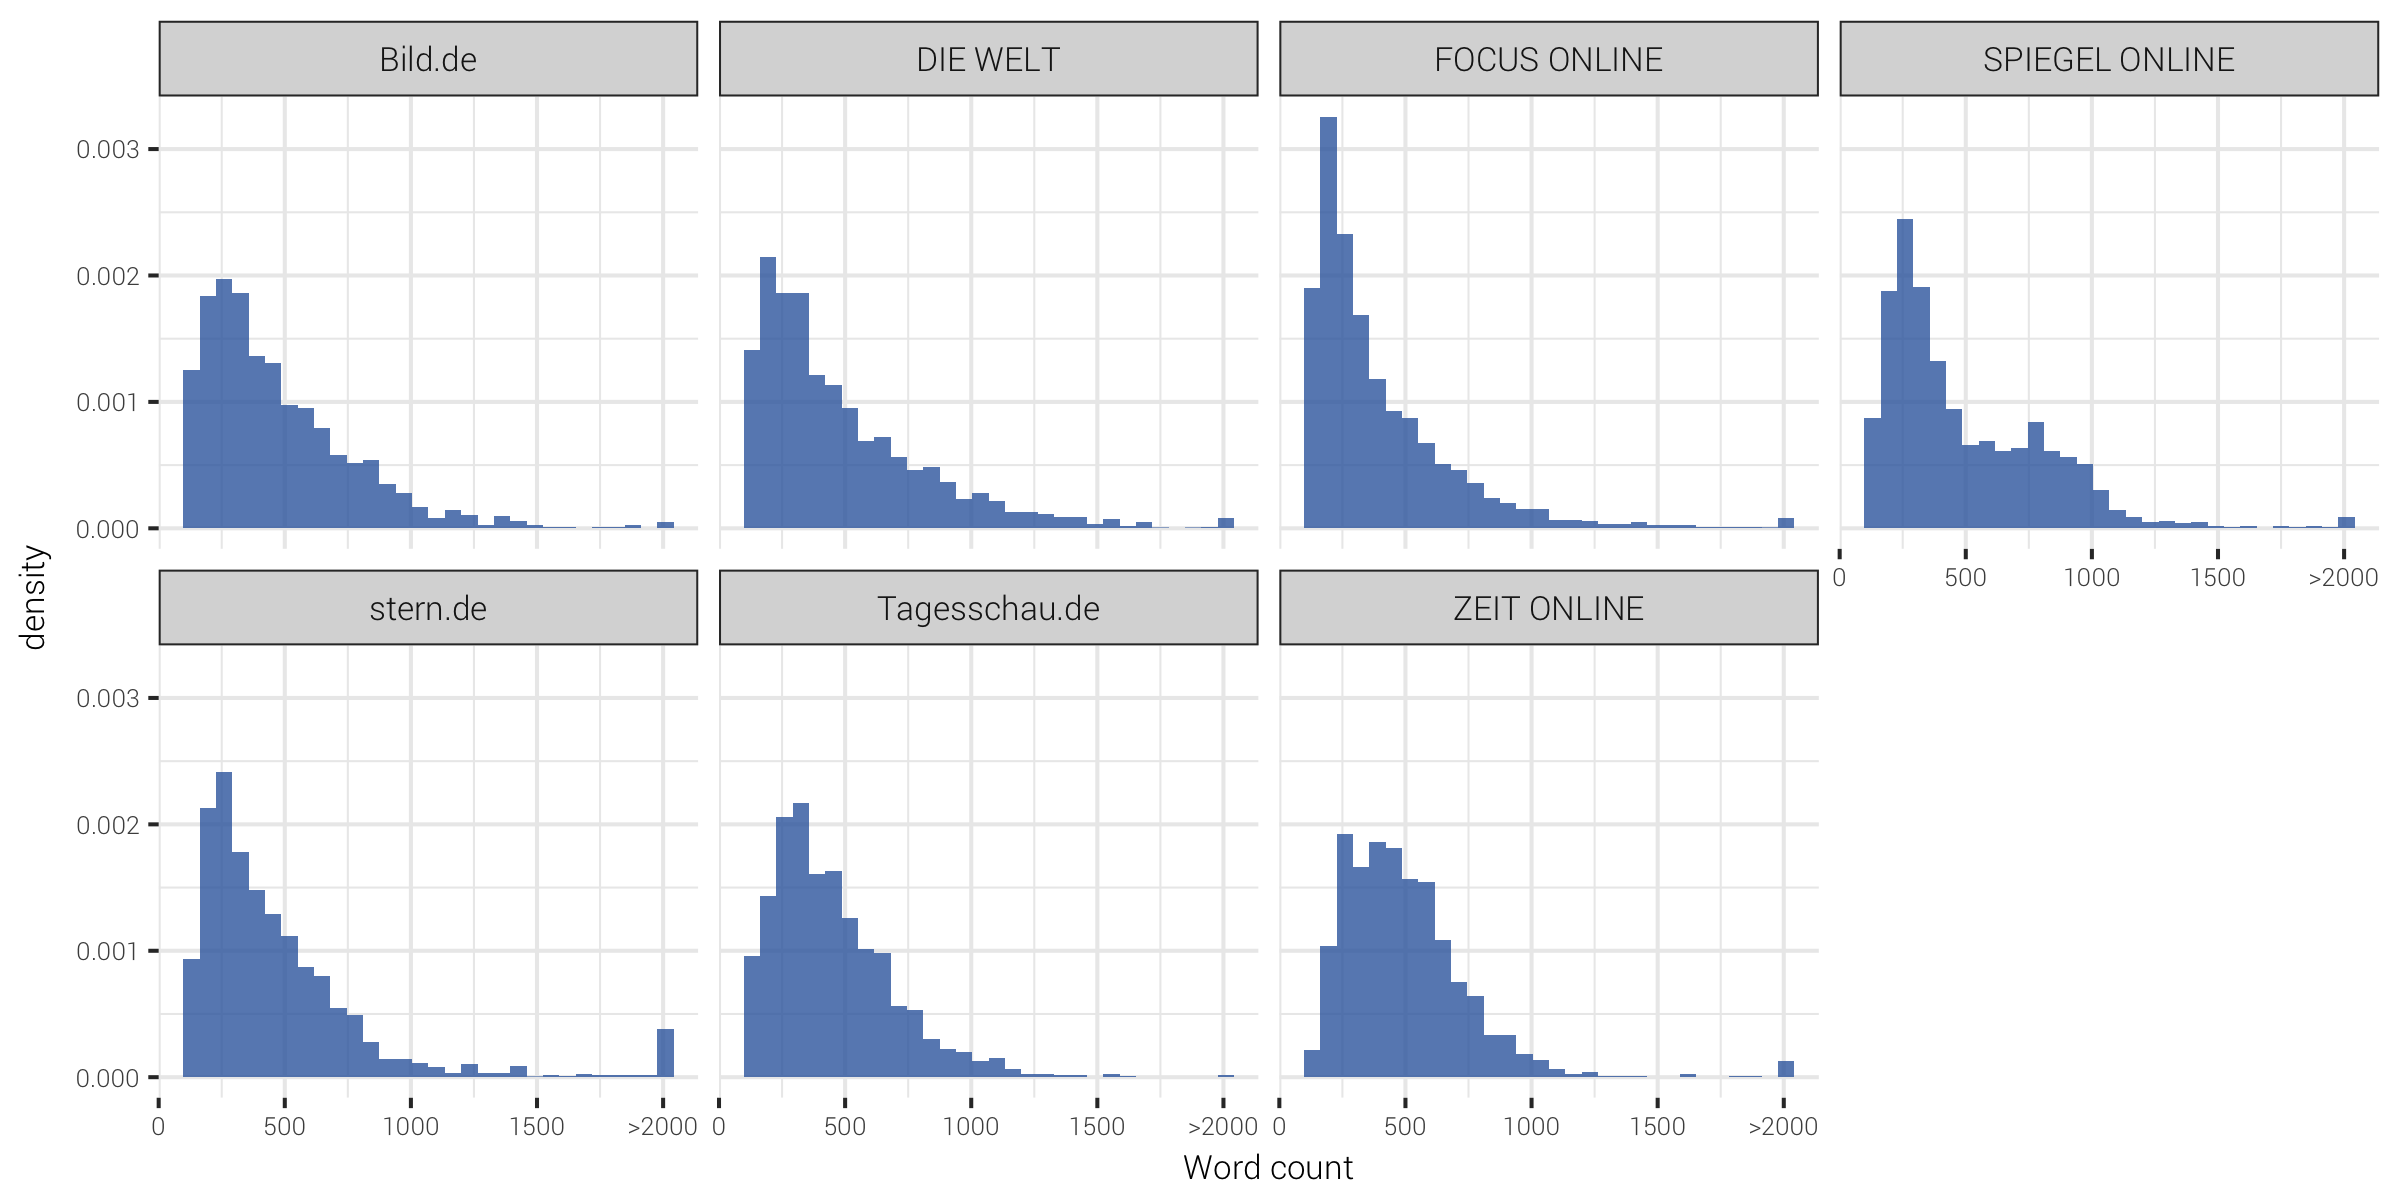 Bild.de
DIE WELT
FOCUS ONLINE
SPIEGEL ONLINE
0.003
0.002
0.001
0.000
0 500 1000 1500 >2000
density
stern.de
Tagesschau.de
ZEIT ONLINE
0.003
0.002
0.001
0.000
0 500 1000 1500 >2000
0 500 1000 1500 >2000
0 500 1000 1500 >2000
Word count